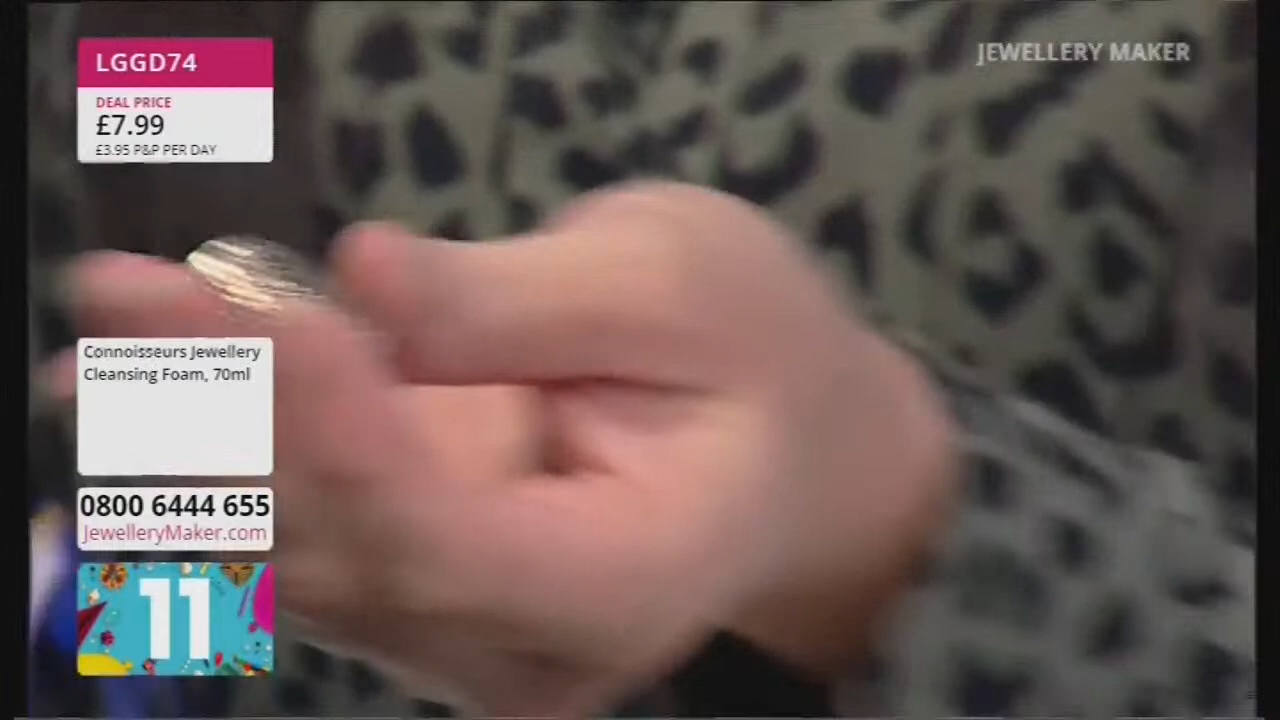 LGGD74
DEAL PRICE
£7.99
£3.95 P&P PER DAY
JEWELLERY MAKER
Connoisseurs Jewellery
Cleansing Foam, 70ml
0800 6444 655
JewelleryMaker.com
11